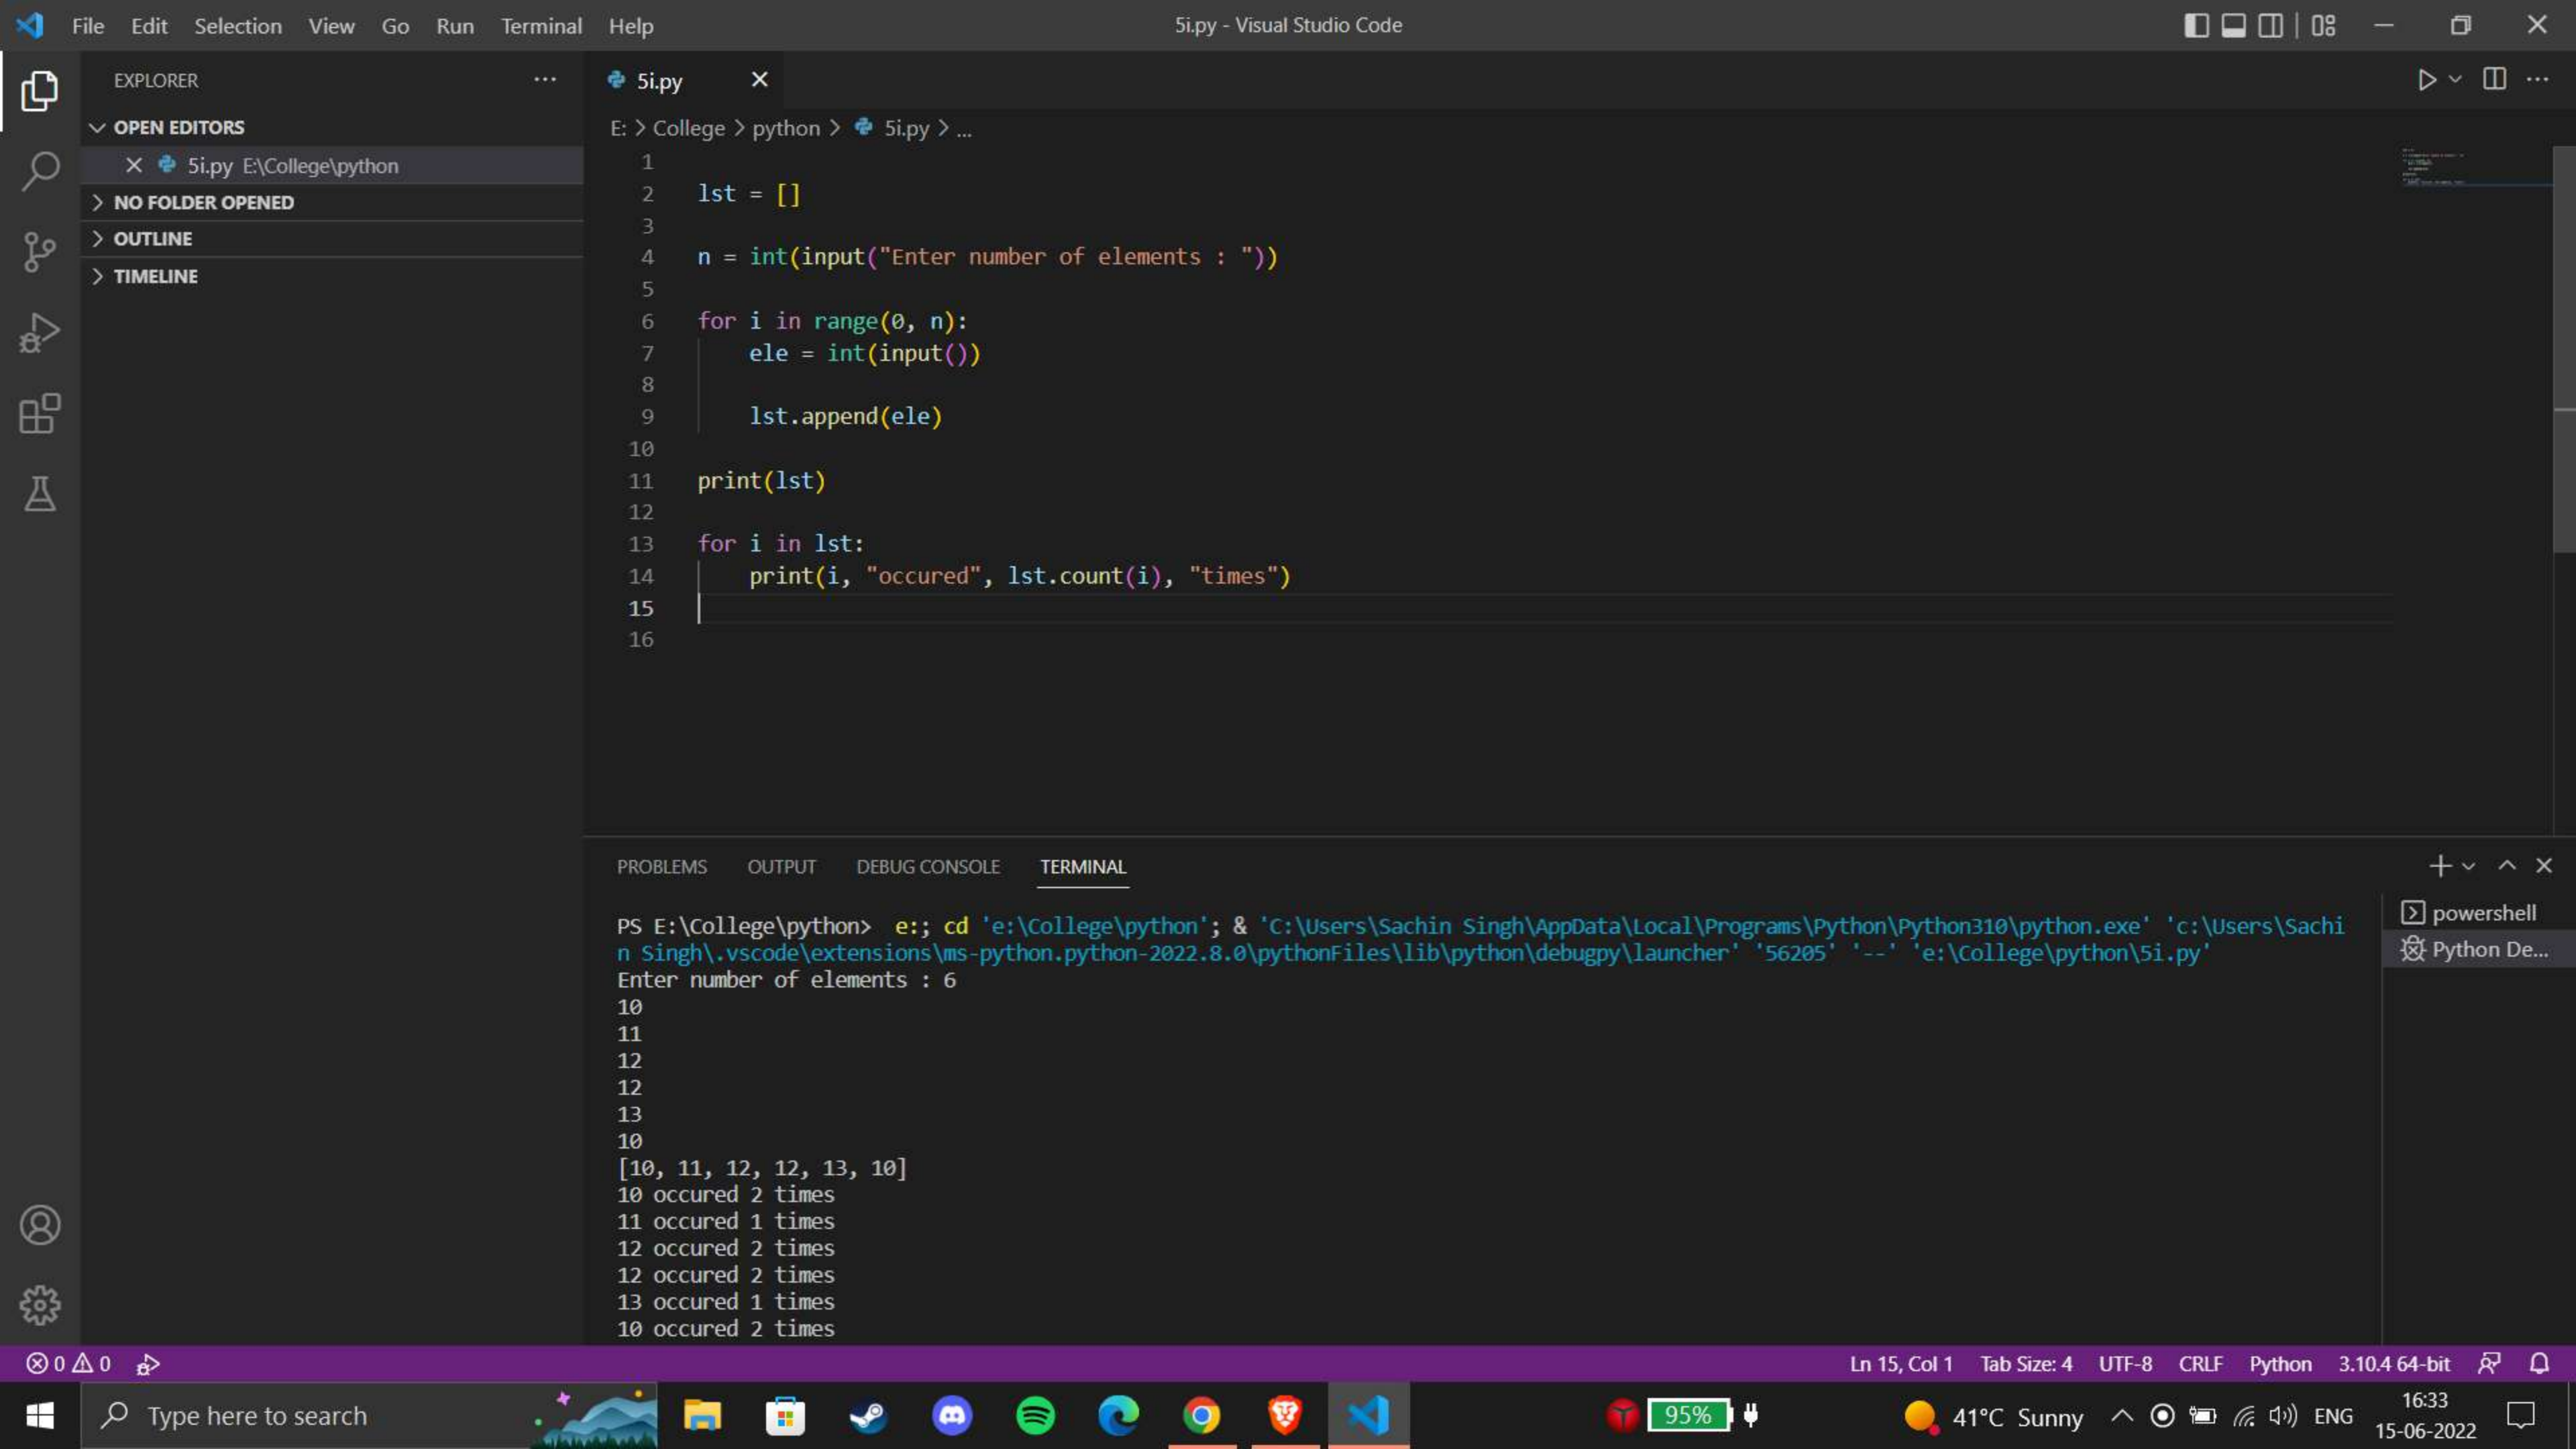 File Edit Selection View Go Run Terminal Help
5i.py - Visual Studio Code
EXPLORER
OPEN EDITORS
5i.py E:\College\python
NO FOLDER OPENED
OUTLINE
TIMELINE
5i.py
E: > College > python > 5i.py > ...
1
2 lst = []
3
4 n = int(input("Enter number of elements : "))
5
6 for i in range(0, n):
7 ele = int(input())
8
9 lst.append(ele)
10
11 print(lst)
12
13 for i in lst:
14 print(i, "occured", lst.count(i), "times")
15
16
PROBLEMS OUTPUT DEBUG CONSOLE TERMINAL
PS E:\College\python>  e:; cd 'e:\College\python'; & 'C:\Users\Sachin Singh\AppData\Local\Programs\Python\Python310\python.exe' 'c:\Users\Sachi
n Singh\.vscode\extensions\ms-python.python-2022.8.0\pythonFiles\lib\python\debugpy\launcher' '56205' '--' 'e:\College\python\5i.py'
Enter number of elements : 6
10
11
12
12
13
10
[10, 11, 12, 12, 13, 10]
10 occured 2 times
11 occured 1 times
12 occured 2 times
12 occured 2 times
13 occured 1 times
10 occured 2 times
powershell
Python De...
0 0
Ln 15, Col 1 Tab Size: 4 UTF-8 CRLF Python 3.10.4 64-bit
Type here to search
95%
41°C Sunny
ENG
16:33
15-06-2022